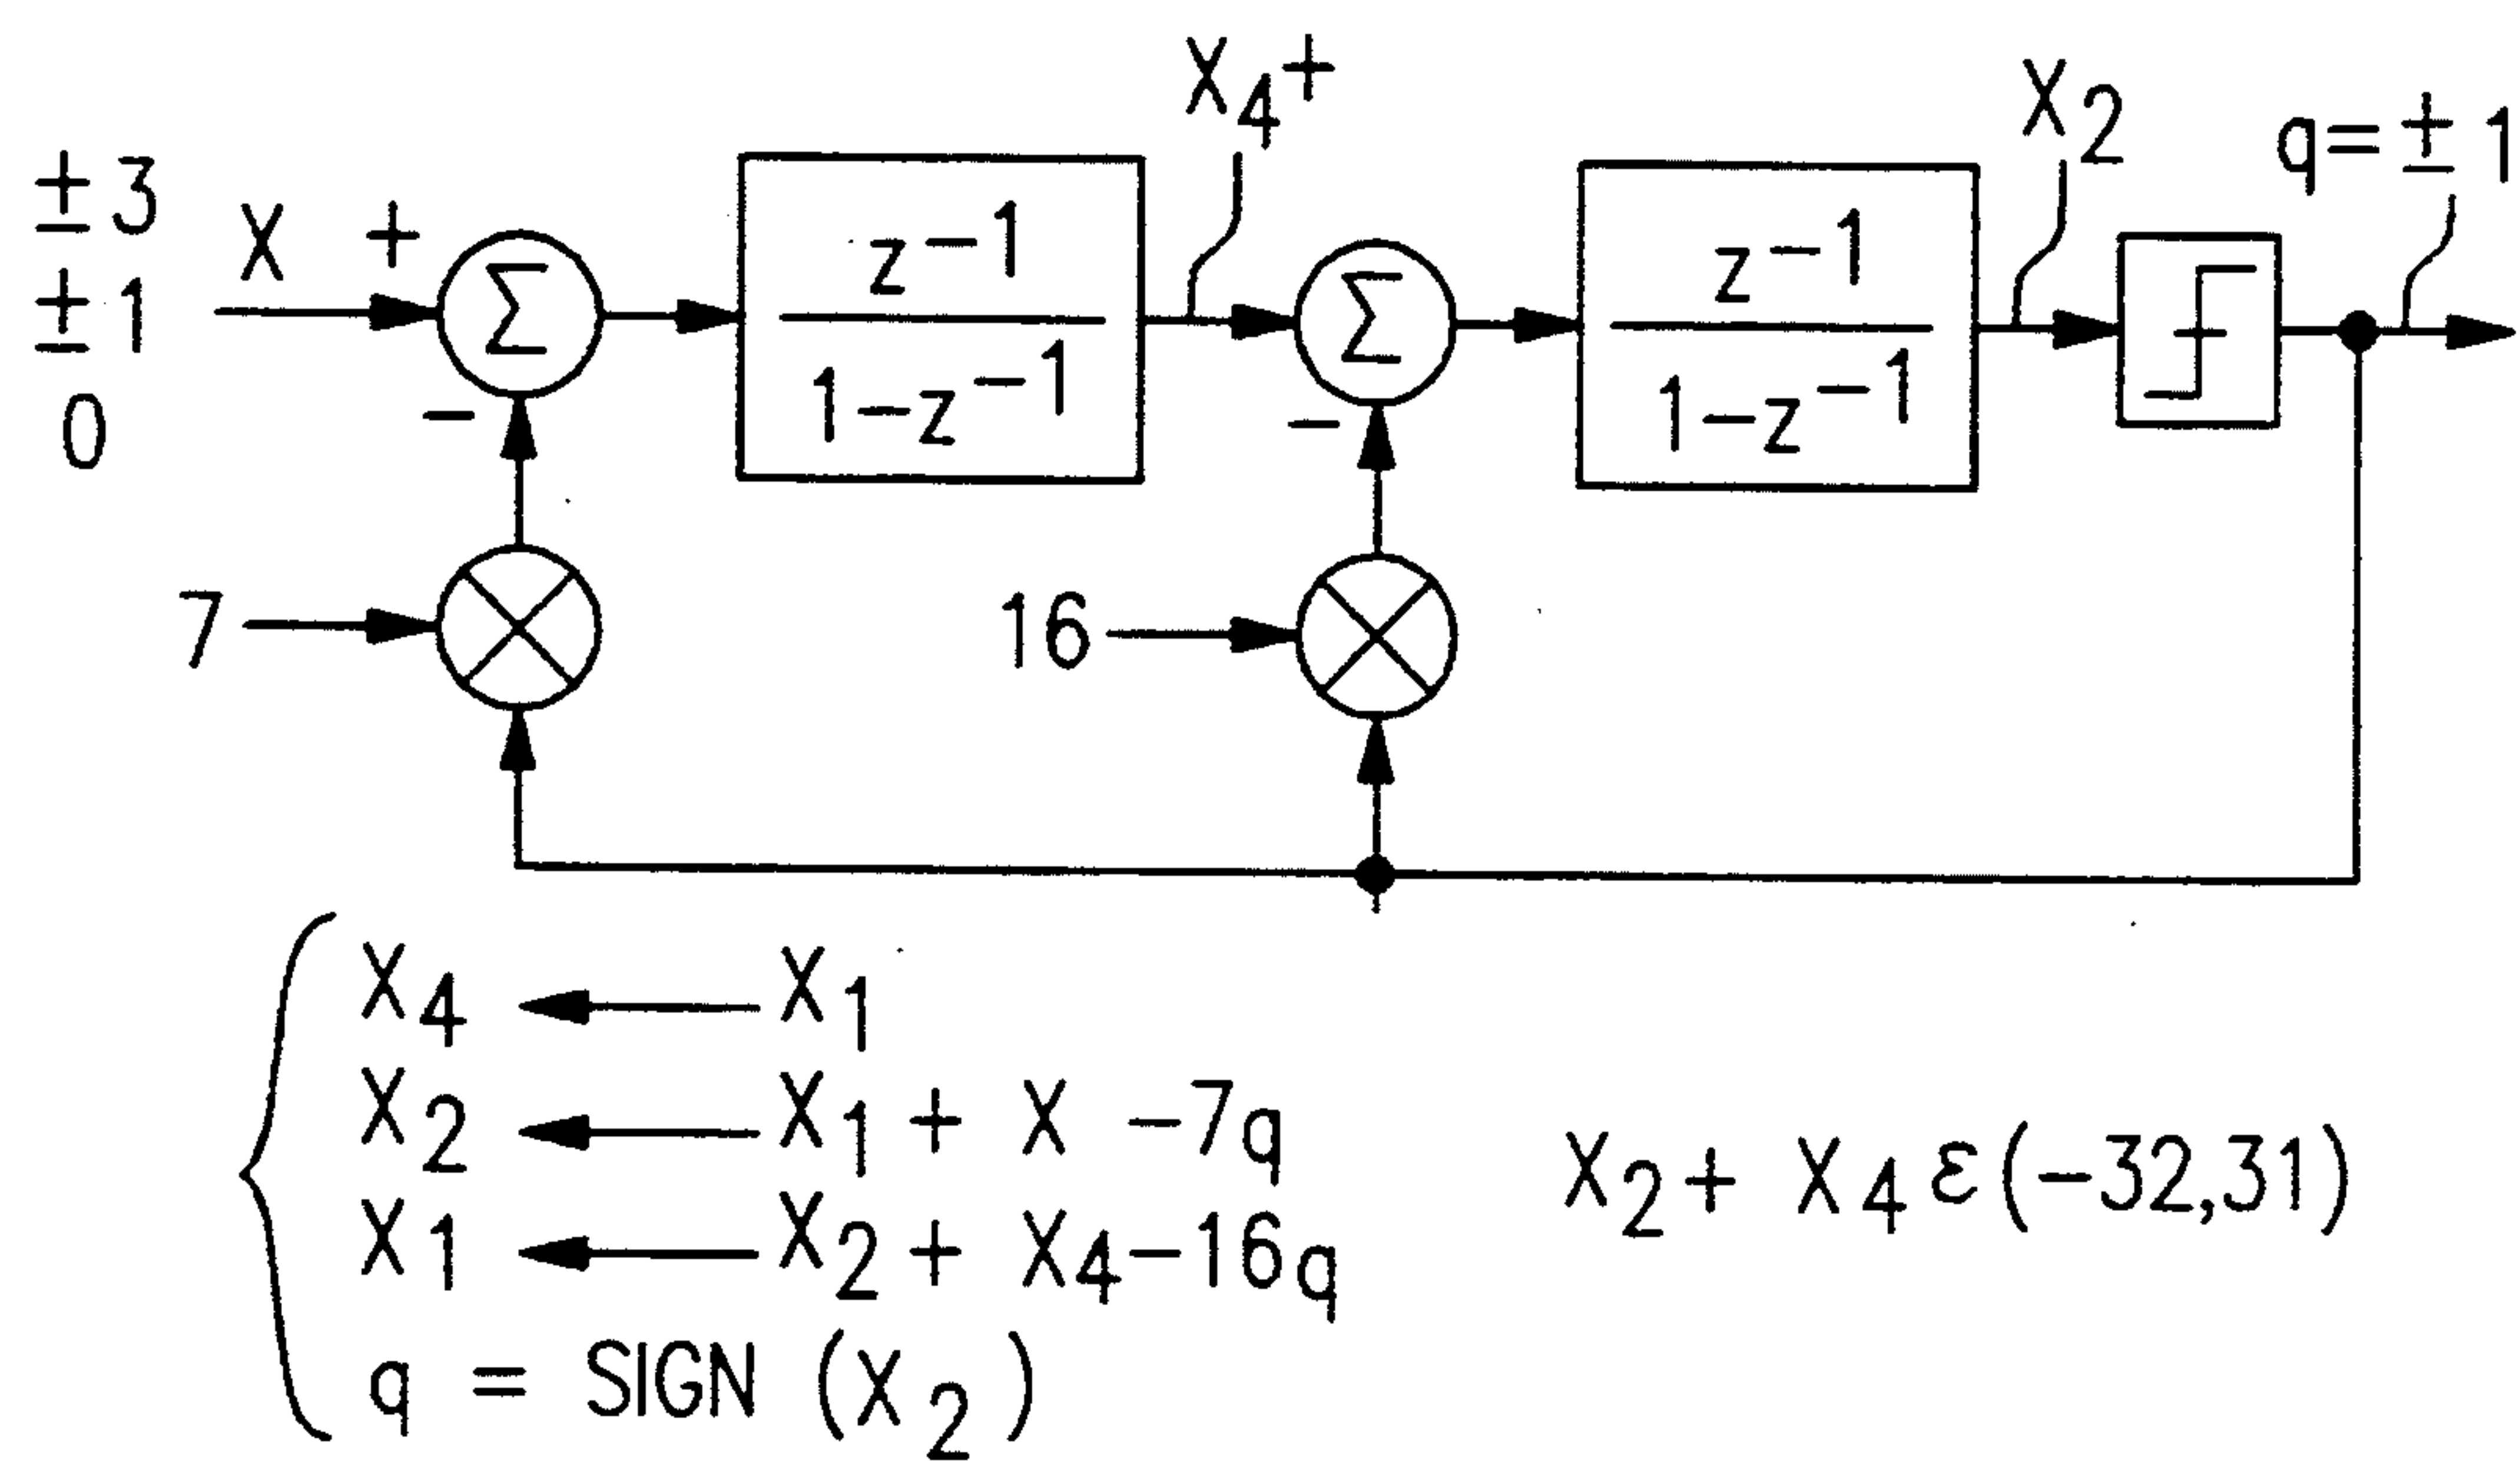 X₄+
X₂
q=±1
±3
±1
0
X +
Σ
z⁻¹
1−z⁻¹
Σ
z⁻¹
1−z⁻¹
−
−
7
16
X₄ ← X₁
X₂ ← X₁ + X −7q
X₁ ← X₂ + X₄−16q
q = SIGN (X₂)
X₂+ X₄ ε(−32,31)